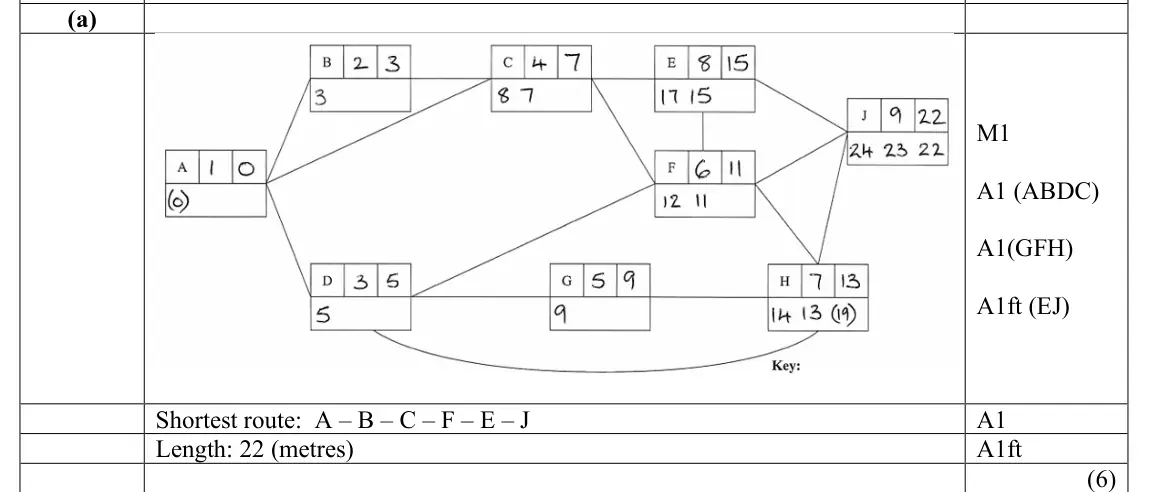 (a)
B 2 3
3
C 4 7
8 7
E 8 15
17 15
J 9 22
24 23 22
A 1 0
(0)
F 6 11
12 11
D 3 5
5
G 5 9
9
H 7 13
14 13 (19)
Key:
M1
A1 (ABDC)
A1(GFH)
A1ft (EJ)
Shortest route: A – B – C – F – E – J A1
Length: 22 (metres) A1ft
(6)